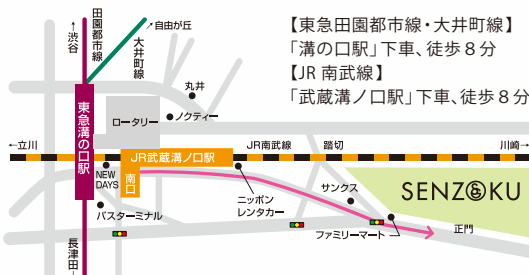 【東急田園都市線・大井町線】
「溝の口駅」下車、徒歩8分
【JR 南武線】
「武蔵溝ノ口駅」下車、徒歩8分
←渋谷
田園都市線
↗自由が丘
大井町線
丸井
ノクティー
ロータリー
東急溝の口駅
←立川
JR武蔵溝ノ口駅
JR南武線
踏切
川崎→
NEW
DAYS
南口
ニッポン
レンタカー
サンクス
SENZOKU
バスターミナル
ファミリーマート
正門
長津田→